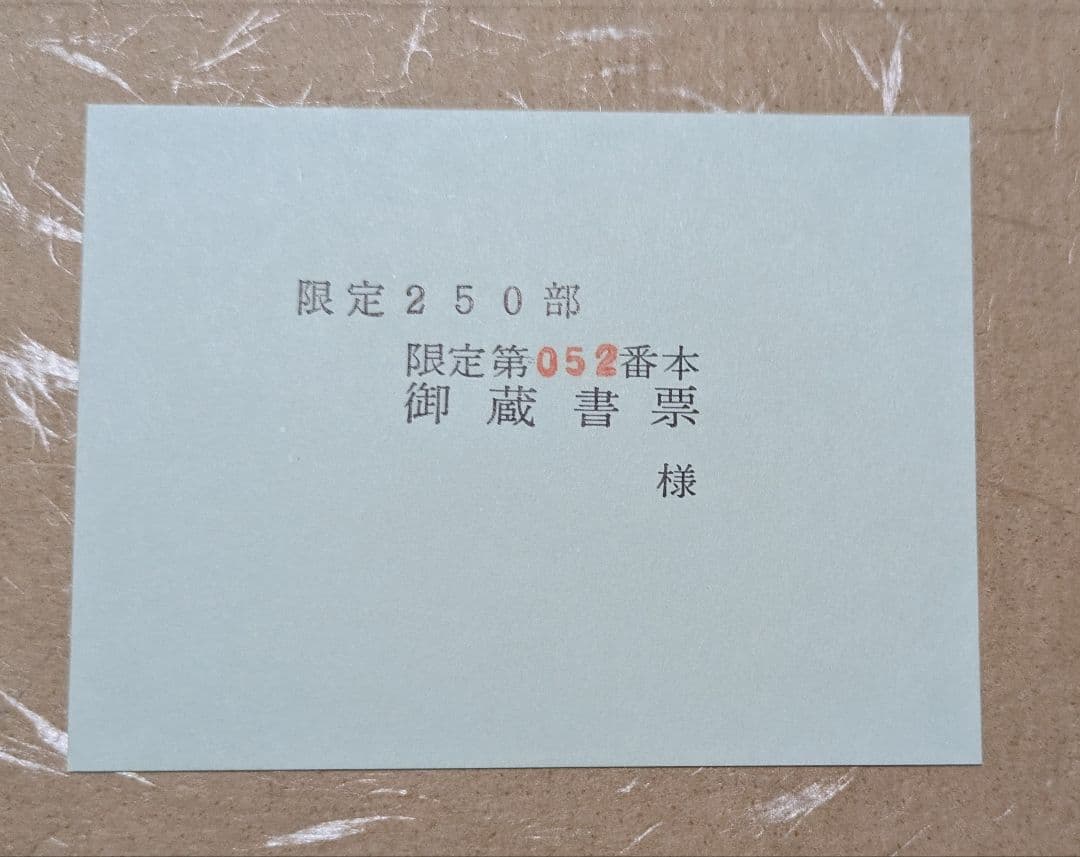 限定２５０部
限定第052番本
御蔵書票
様